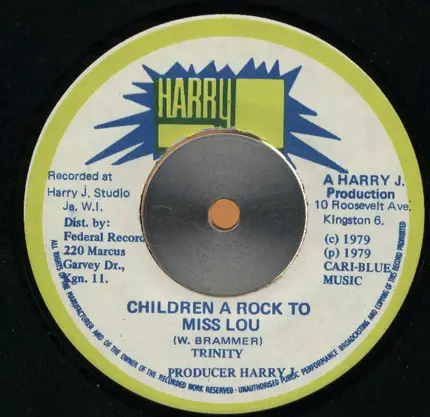 HARRY
Recorded at
Harry J. Studio
Ja. W.I.
Dist. by:
Federal Record
220 Marcus
Garvey Dr.,
Kgn. 11.
A HARRY J.
Production
10 Roosevelt Ave.
Kingston 6.
(c) 1979
(p) 1979
CARI-BLUE
MUSIC
CHILDREN A ROCK TO
MISS LOU
(W. BRAMMER)
TRINITY
PRODUCER HARRY J.
ALL RIGHTS OF THE MANUFACTURER AND OF THE OWNER OF THE RECORDED WORK RESERVED - UNAUTHORISED PUBLIC PERFORMANCE BROADCASTING AND COPYING OF THIS RECORD PROHIBITED